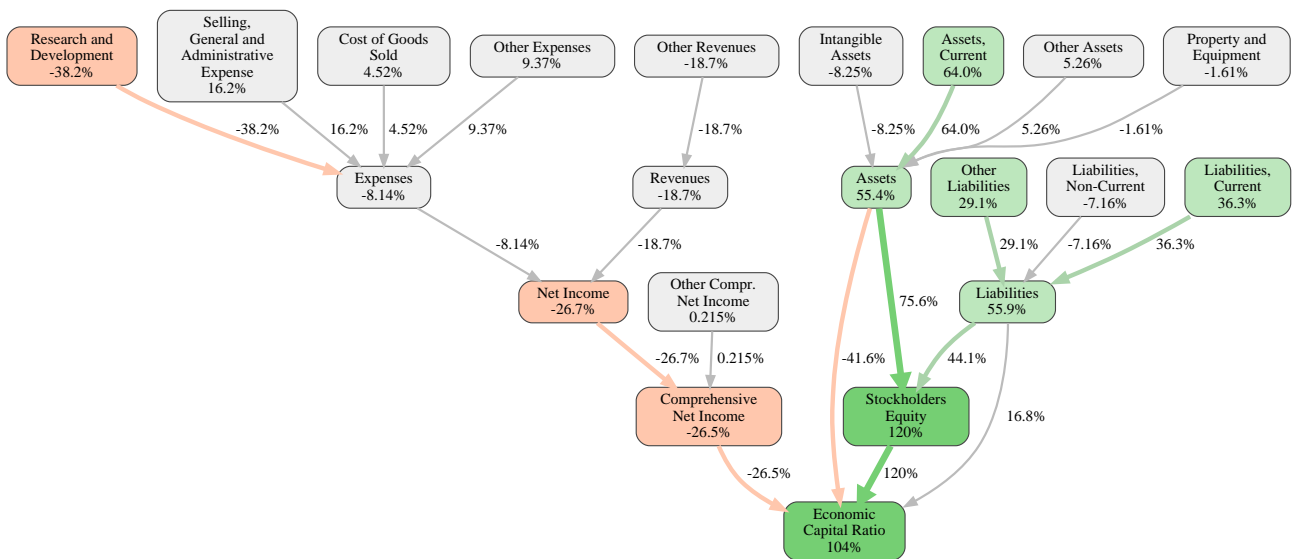 Research and
Development
-38.2%
Selling,
General and
Administrative
Expense
16.2%
Cost of Goods
Sold
4.52%
Other Expenses
9.37%
Other Revenues
-18.7%
Intangible
Assets
-8.25%
Assets,
Current
64.0%
Other Assets
5.26%
Property and
Equipment
-1.61%
-38.2%
16.2%
4.52%
9.37%
-18.7%
-8.25%
64.0%
5.26%
-1.61%
Expenses
-8.14%
Revenues
-18.7%
Assets
55.4%
Other
Liabilities
29.1%
Liabilities,
Non-Current
-7.16%
Liabilities,
Current
36.3%
-8.14%
-18.7%
29.1%
-7.16%
36.3%
Net Income
-26.7%
Other Compr.
Net Income
0.215%
75.6%
Liabilities
55.9%
-26.7%
0.215%
-41.6%
44.1%
Comprehensive
Net Income
-26.5%
Stockholders
Equity
120%
16.8%
-26.5%
120%
Economic
Capital Ratio
104%